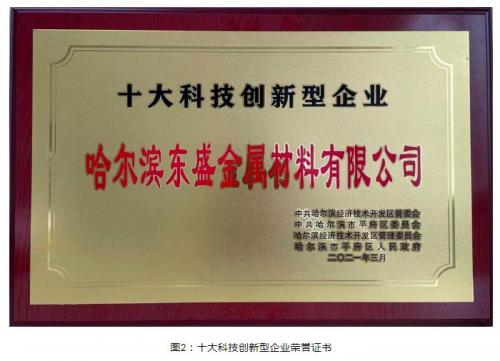 十大科技创新型企业
哈尔滨东盛金属材料有限公司
中共哈尔滨经济技术开发区管委会
中共哈尔滨市平房区委员会
哈尔滨经济技术开发区管理委员会
哈尔滨市平房区人民政府
二〇二一年三月
图2：十大科技创新型企业荣誉证书